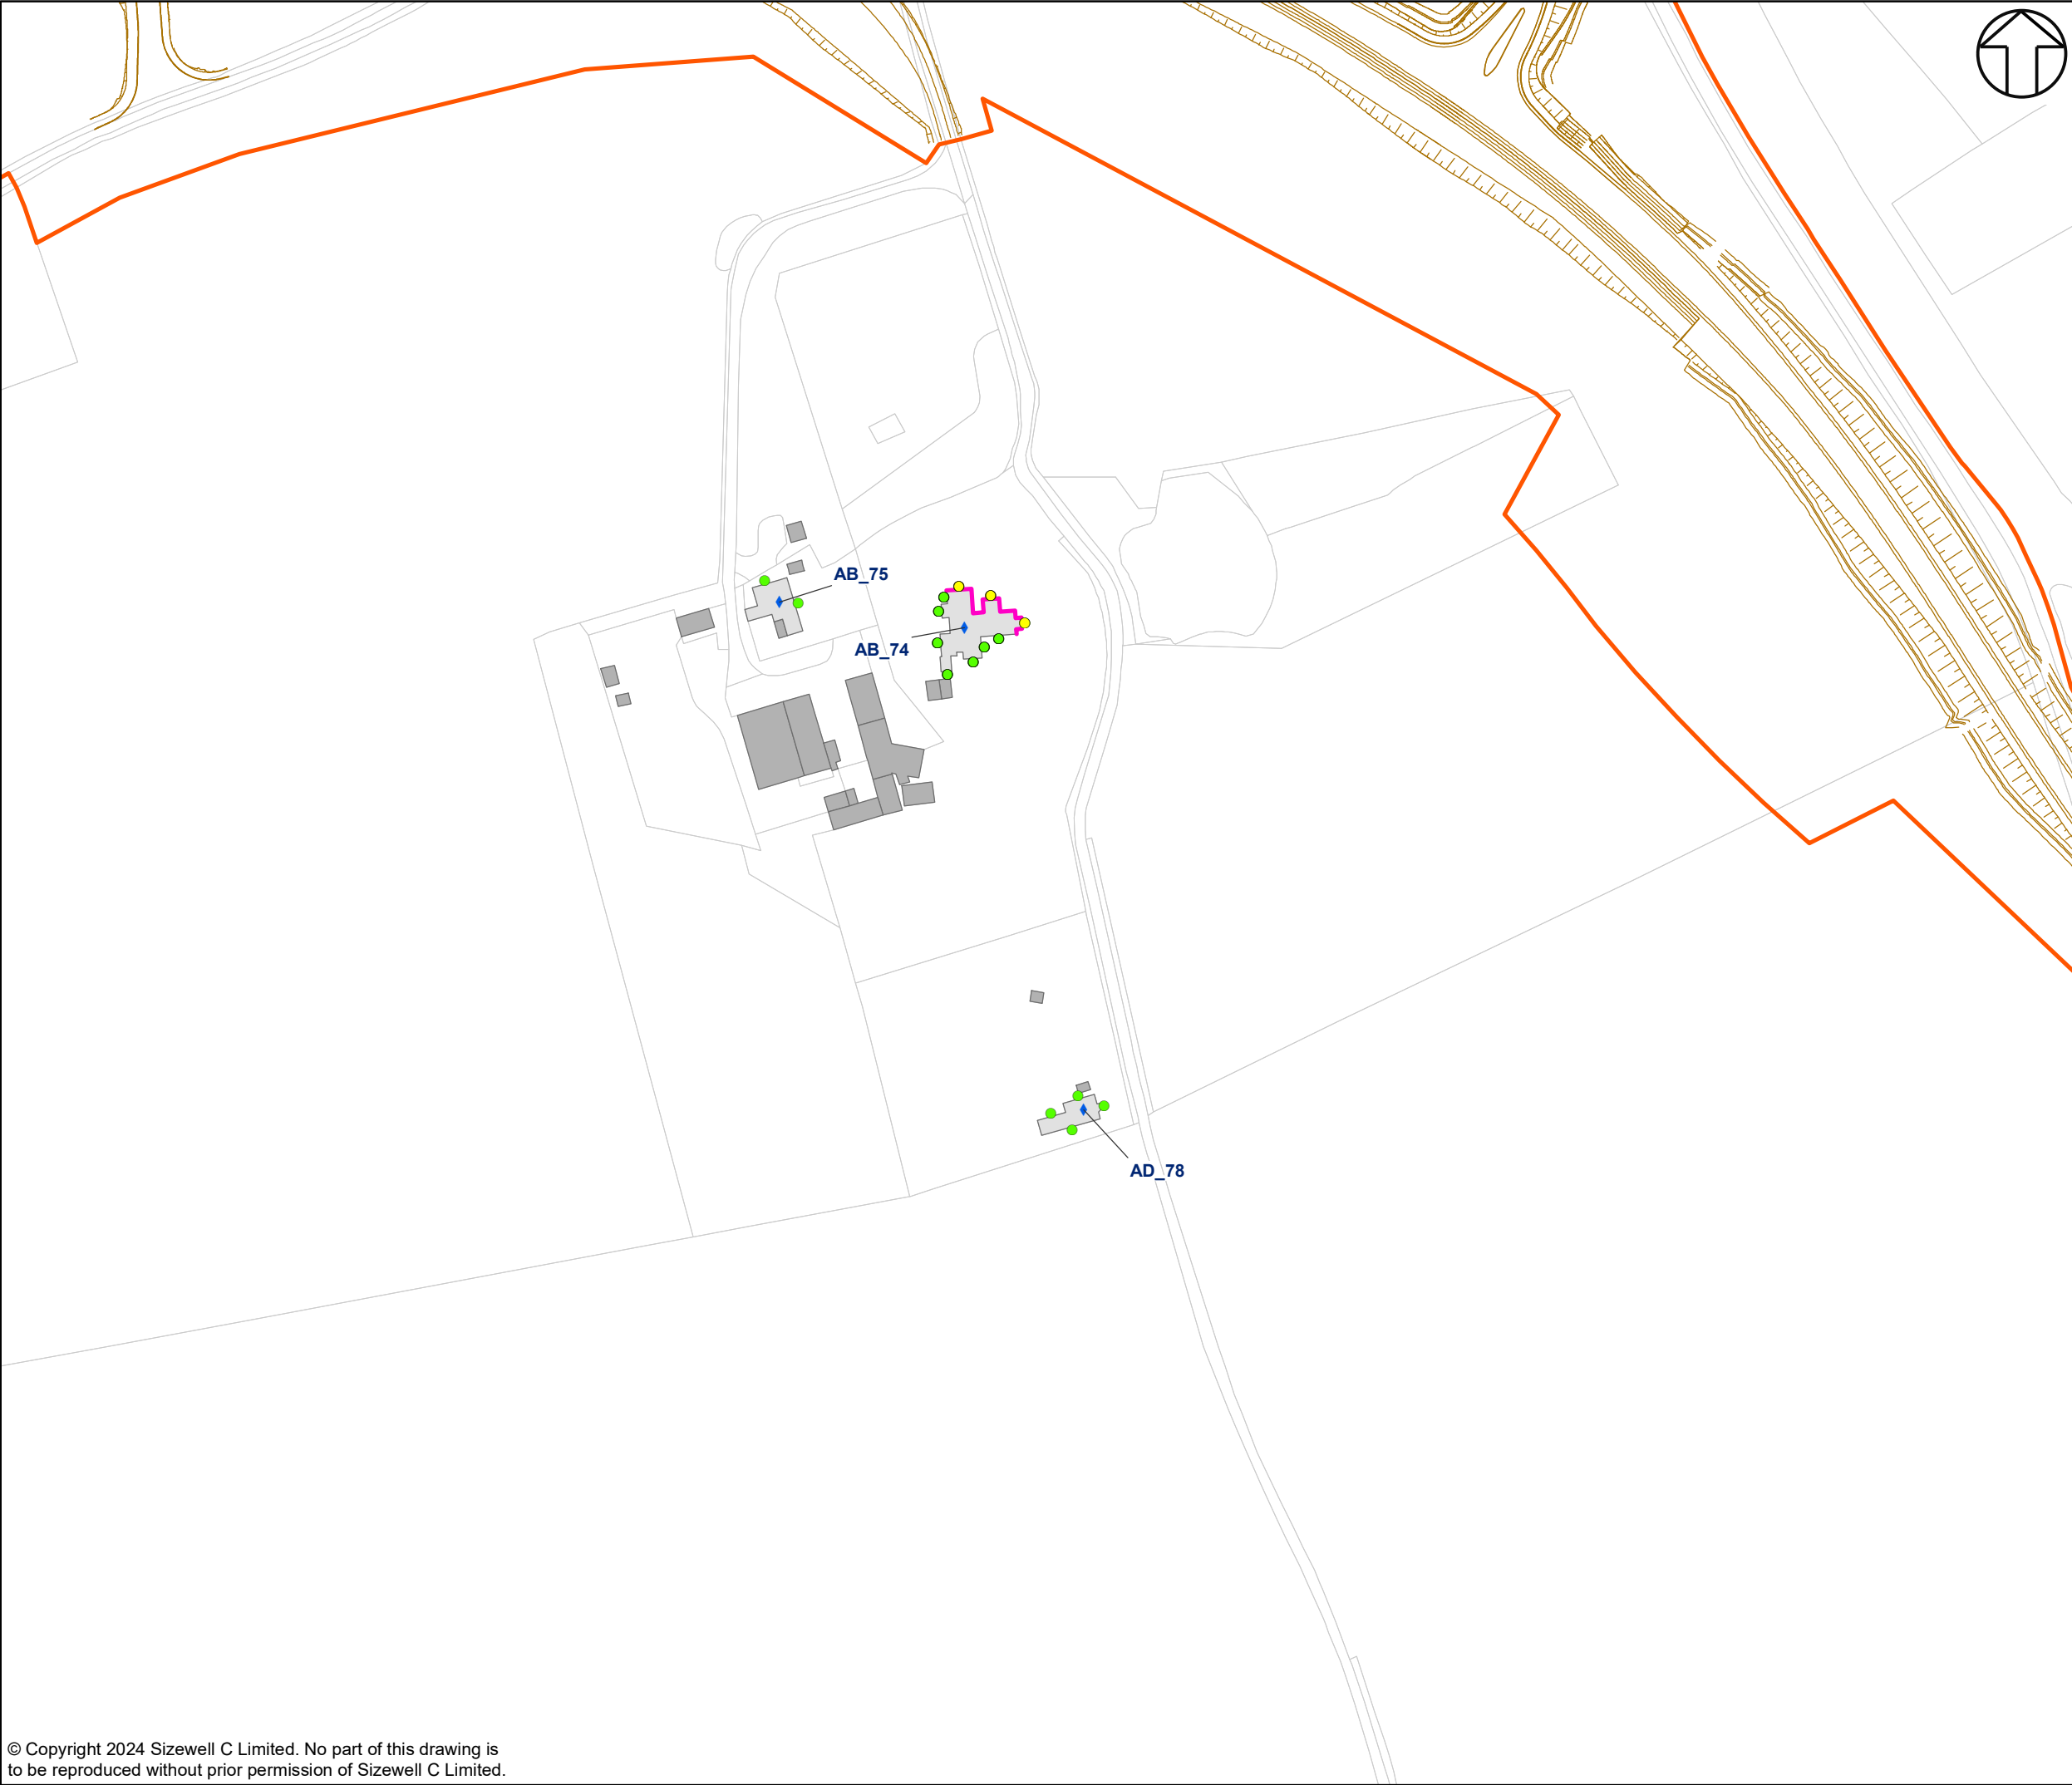 AB_75
AB_74
AD_78
© Copyright 2024 Sizewell C Limited. No part of this drawing is
to be reproduced without prior permission of Sizewell C Limited.